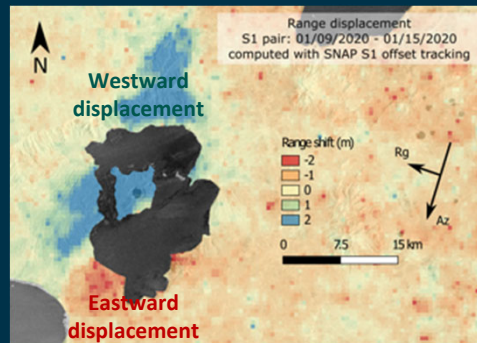 Range displacement
S1 pair: 01/09/2020 - 01/15/2020
computed with SNAP S1 offset tracking
N
Westward
displacement
Range shift (m)
-2
-1
0
1
2
Rg
Az
0 7.5 15 km
Eastward
displacement